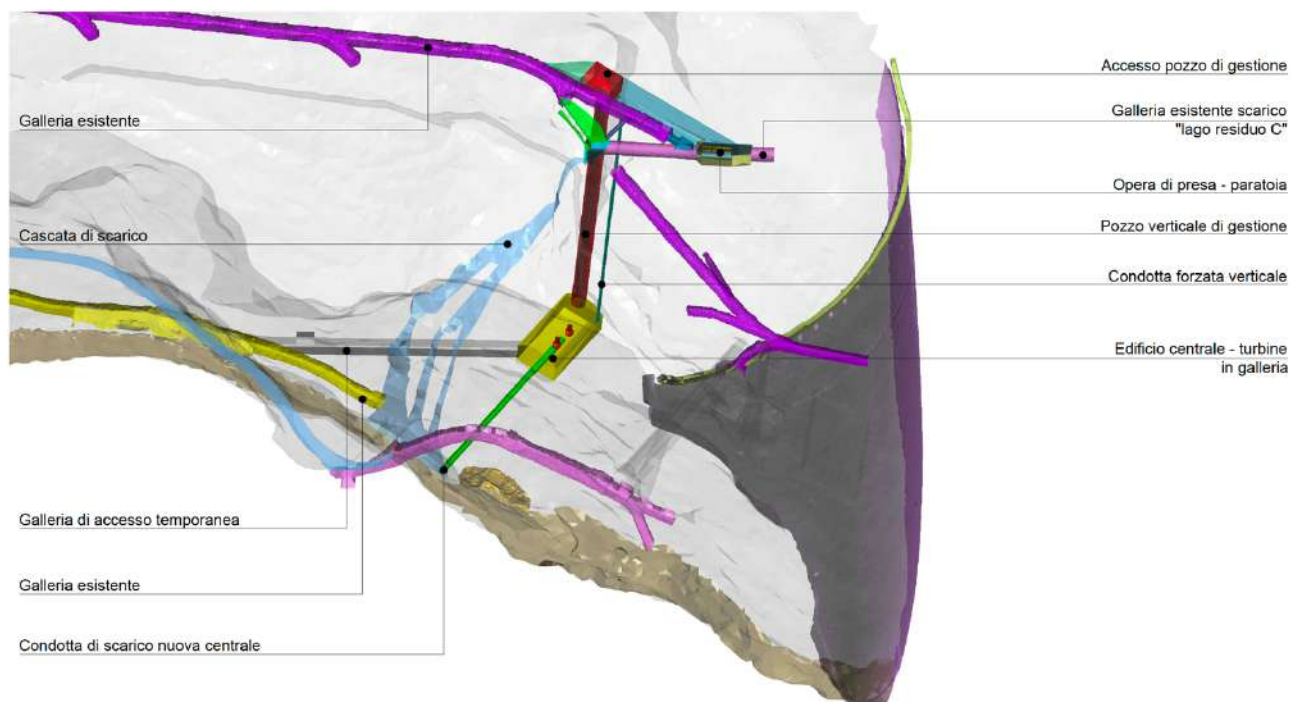 Accesso pozzo di gestione
Galleria esistente scarico
"lago residuo C"
Galleria esistente
Opera di presa - paratoia
Pozzo verticale di gestione
Cascata di scarico
Condotta forzata verticale
Edificio centrale - turbine
in galleria
Galleria di accesso temporanea
Galleria esistente
Condotta di scarico nuova centrale